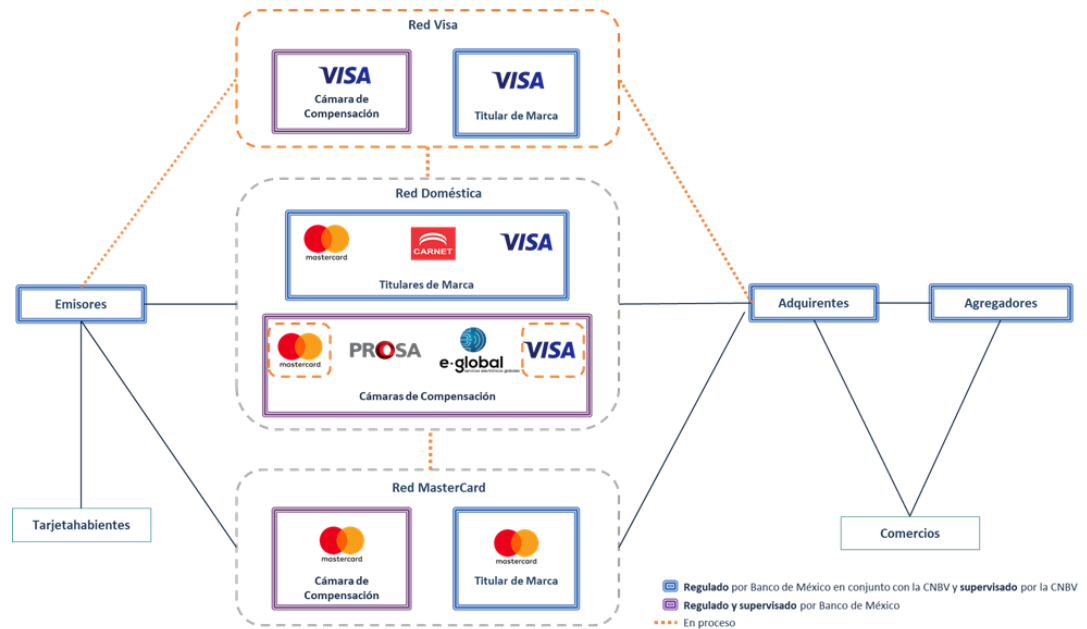 Red Visa
VISA
Cámara de
Compensación
VISA
Titular de Marca
Red Doméstica
mastercard
CARNET
VISA
Titulares de Marca
Emisores
Adquirentes
Agregadores
mastercard
PROSA
e·global
servicios electrónicos globales
VISA
Cámaras de Compensación
Red MasterCard
mastercard
Cámara de
Compensación
mastercard
Titular de Marca
Tarjetahabientes
Comercios
Regulado por Banco de México en conjunto con la CNBV y supervisado por la CNBV
Regulado y supervisado por Banco de México
En proceso